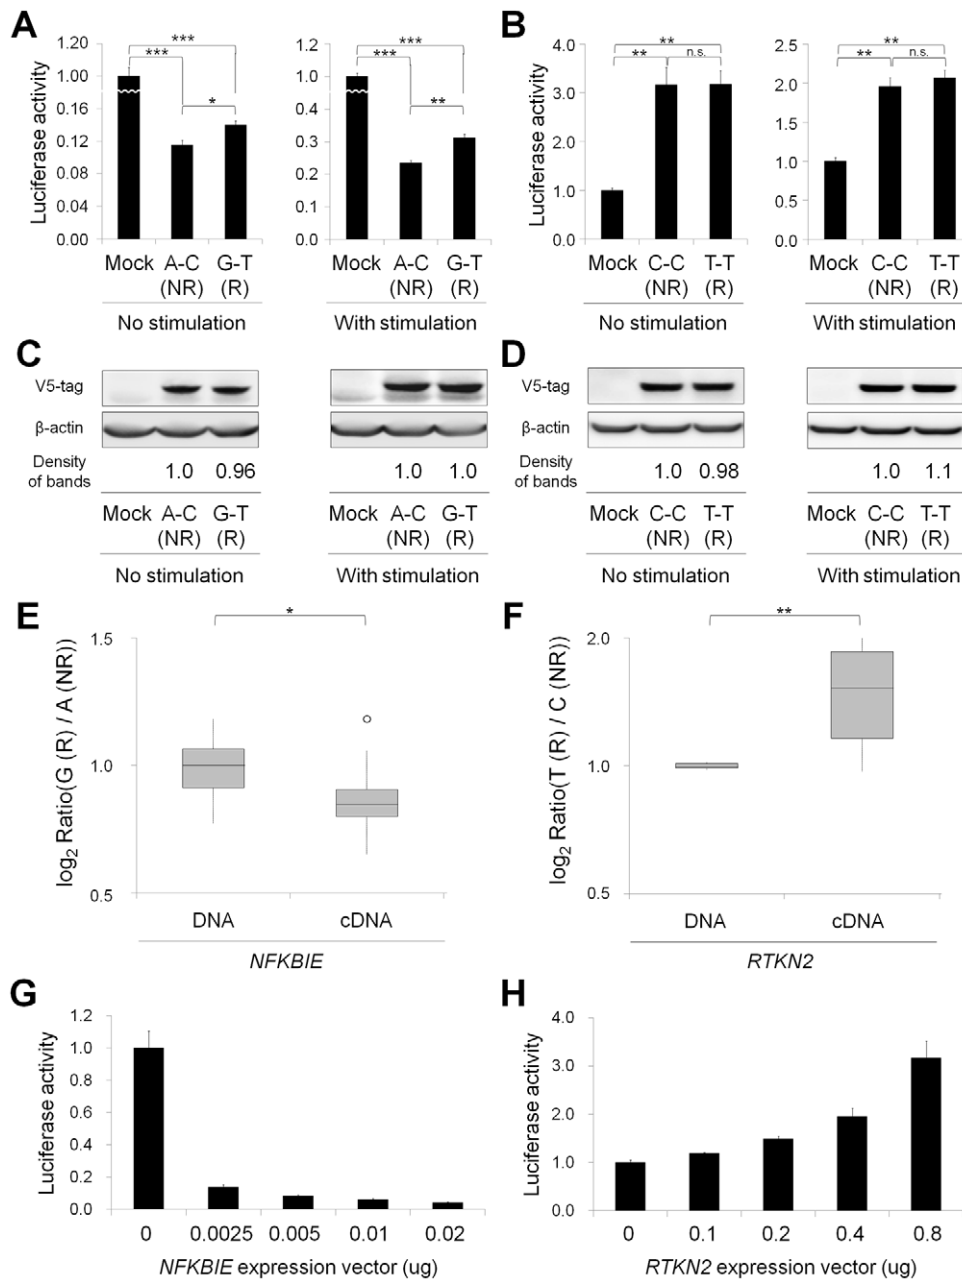 A
Luciferase activity
1.20
1.00
0.16
0.12
0.08
0.04
0.00
***
***
*
Mock A-C G-T
(NR) (R)
No stimulation
1.2
1.0
0.4
0.3
0.2
0.1
0.0
***
***
**
Mock A-C G-T
(NR) (R)
With stimulation
B
Luciferase activity
4.0
3.0
2.0
1.0
0.0
**
** n.s.
Mock C-C T-T
(NR) (R)
No stimulation
2.5
2.0
1.5
1.0
0.5
0.0
**
** n.s.
Mock C-C T-T
(NR) (R)
With stimulation
C
V5-tag
β-actin
Density
of bands
1.0 0.96
Mock A-C G-T
(NR) (R)
No stimulation
1.0 1.0
Mock A-C G-T
(NR) (R)
With stimulation
D
V5-tag
β-actin
Density
of bands
1.0 0.98
Mock C-C T-T
(NR) (R)
No stimulation
1.0 1.1
Mock C-C T-T
(NR) (R)
With stimulation
E
log2 Ratio(G (R) / A (NR))
1.5
1.0
0.5
*
DNA cDNA
NFKBIE
F
log2 Ratio(T (R) / C (NR))
2.0
1.0
0.5
**
DNA cDNA
RTKN2
G
Luciferase activity
1.2
1.0
0.8
0.6
0.4
0.2
0.0
0 0.0025 0.005 0.01 0.02
NFKBIE expression vector (ug)
H
Luciferase activity
4.0
3.0
2.0
1.0
0.0
0 0.1 0.2 0.4 0.8
RTKN2 expression vector (ug)